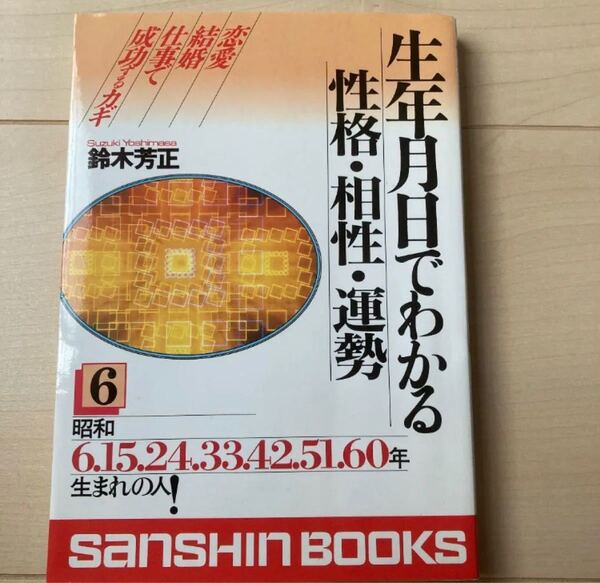 生年月日でわかる
性格・相性・運勢
恋愛
結婚
仕事で
成功するカギ
Suzuki Yoshimasa
鈴木芳正
6
昭和
6.15.24.33.42.51.60年
生まれの人!
SANSHIN BOOKS